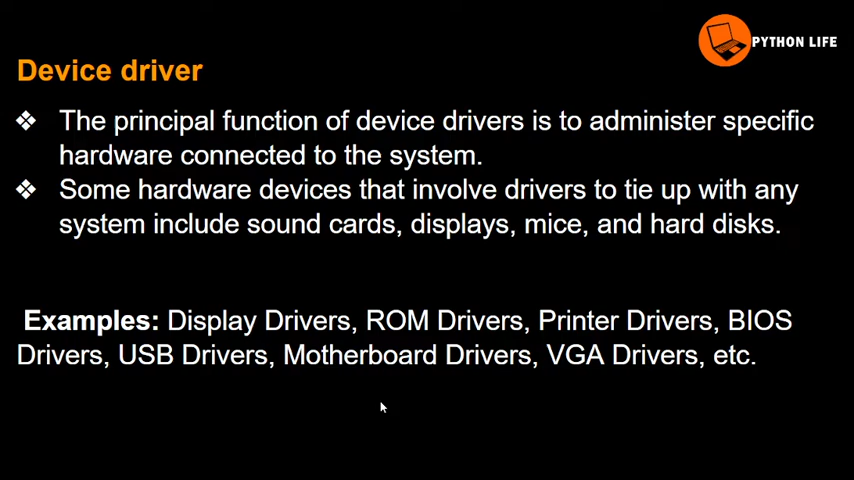 PYTHON LIFE
Device driver
❖ The principal function of device drivers is to administer specific
hardware connected to the system.
❖ Some hardware devices that involve drivers to tie up with any
system include sound cards, displays, mice, and hard disks.
Examples: Display Drivers, ROM Drivers, Printer Drivers, BIOS
Drivers, USB Drivers, Motherboard Drivers, VGA Drivers, etc.